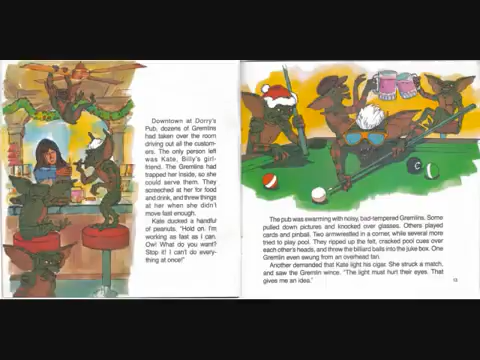 Downtown at Dorry's
Pub, dozens of Gremlins
had taken over the room
driving out all the custom-
ers. The only person left
was Kate, Billy's girl-
friend. The Gremlins had
trapped her inside, so she
could serve them. They
screeched at her for food
and drink, and threw things
at her when she didn't
move fast enough.
Kate ducked a handful
of peanuts. "Hold on. I'm
working as fast as I can.
Ow! What do you want?
Stop it! I can't do every-
thing at once!"
The pub was swarming with noisy, bad-tempered Gremlins. Some
pulled down pictures and knocked over glasses. Others played
cards and pinball. Two armwrestled in a corner, while several more
tried to play pool. They ripped up the felt, cracked pool cues over
each other's heads, and threw the billiard balls into the juke box. One
Gremlin even swung from an overhead fan.
Another demanded that Kate light his cigar. She struck a match,
and saw the Gremlin wince. "The light must hurt their eyes. That
gives me an idea."